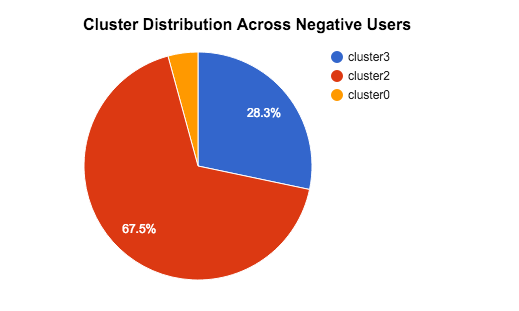 Cluster Distribution Across Negative Users
cluster3
cluster2
cluster0
28.3%
67.5%